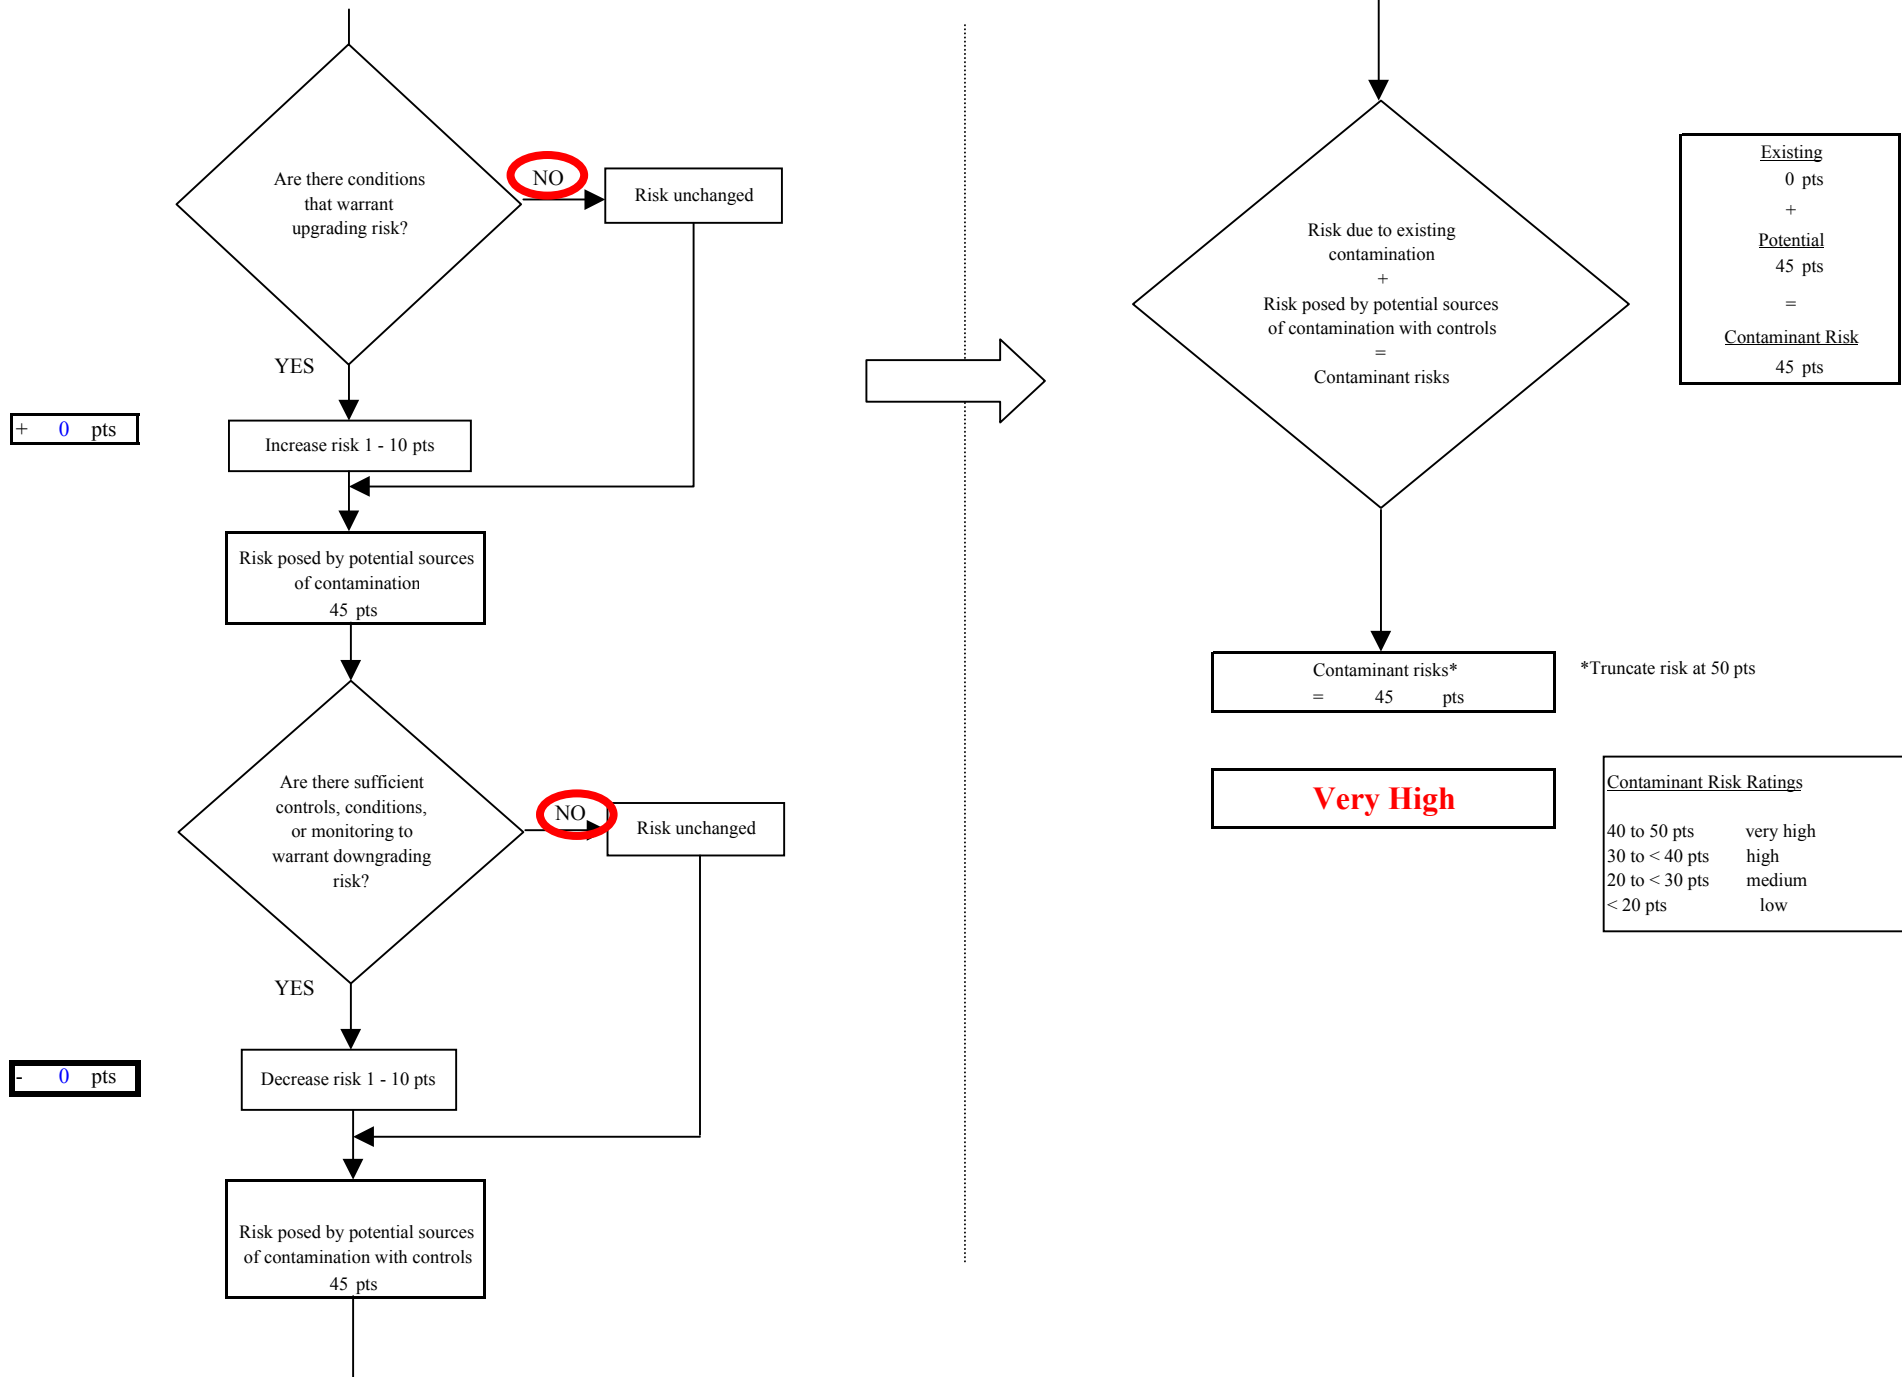 Are there conditions
that warrant
upgrading risk?
NO
Risk unchanged
YES
+ 0 pts
Increase risk 1 - 10 pts
Risk posed by potential sources
of contamination
45 pts
Are there sufficient
controls, conditions,
or monitoring to
warrant downgrading
risk?
NO
Risk unchanged
YES
- 0 pts
Decrease risk 1 - 10 pts
Risk posed by potential sources
of contamination with controls
45 pts
Risk due to existing
contamination
+
Risk posed by potential sources
of contamination with controls
=
Contaminant risks
Existing
0 pts
+
Potential
45 pts
=
Contaminant Risk
45 pts
Contaminant risks*
= 45 pts
*Truncate risk at 50 pts
Very High
Contaminant Risk Ratings
40 to 50 pts very high
30 to < 40 pts high
20 to < 30 pts medium
< 20 pts low